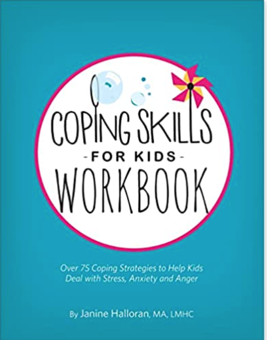 COPING SKILLS
- FOR KIDS -
WORKBOOK
Over 75 Coping Strategies to Help Kids
Deal with Stress, Anxiety and Anger
By Janine Halloran, MA, LMHC